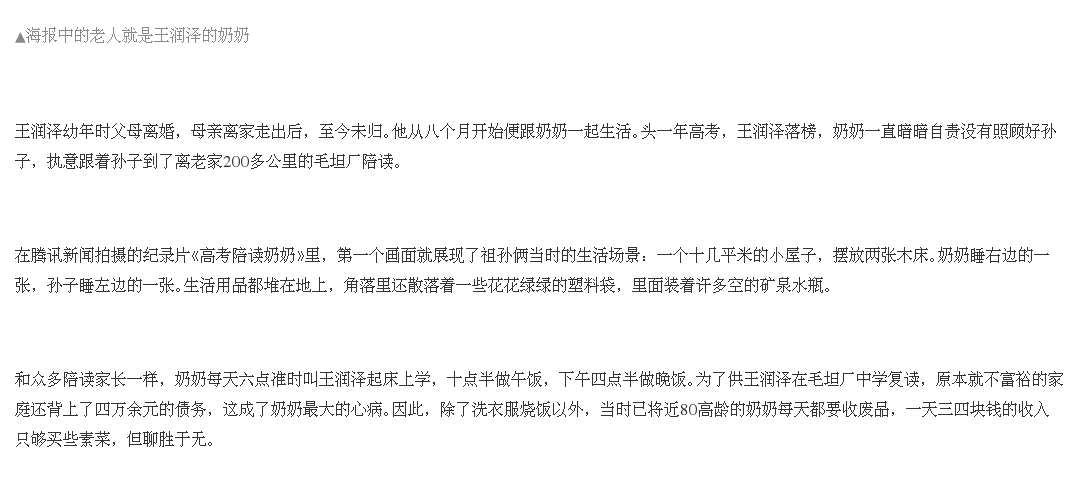 ▲海报中的老人就是王润泽的奶奶
王润泽幼年时父母离婚，母亲离家走出后，至今未归。他从八个月开始便跟奶奶一起生活。头一年高考，王润泽落榜，奶奶一直暗暗自责没有照顾好孙
子，执意跟着孙子到了离老家200多公里的毛坦厂陪读。
在腾讯新闻拍摄的纪录片《高考陪读奶奶》里，第一个画面就展现了祖孙俩当时的生活场景：一个十几平米的小屋子，摆放两张木床。奶奶睡右边的一
张，孙子睡左边的一张。生活用品都堆在地上，角落里还散落着一些花花绿绿的塑料袋，里面装着许多空的矿泉水瓶。
和众多陪读家长一样，奶奶每天六点准时叫王润泽起床上学，十点半做午饭，下午四点半做晚饭。为了供王润泽在毛坦厂中学复读，原本就不富裕的家
庭还背上了四万余元的债务，这成了奶奶最大的心病。因此，除了洗衣服烧饭以外，当时已将近80高龄的奶奶每天都要收废品，一天三四块钱的收入
只够买些素菜，但聊胜于无。